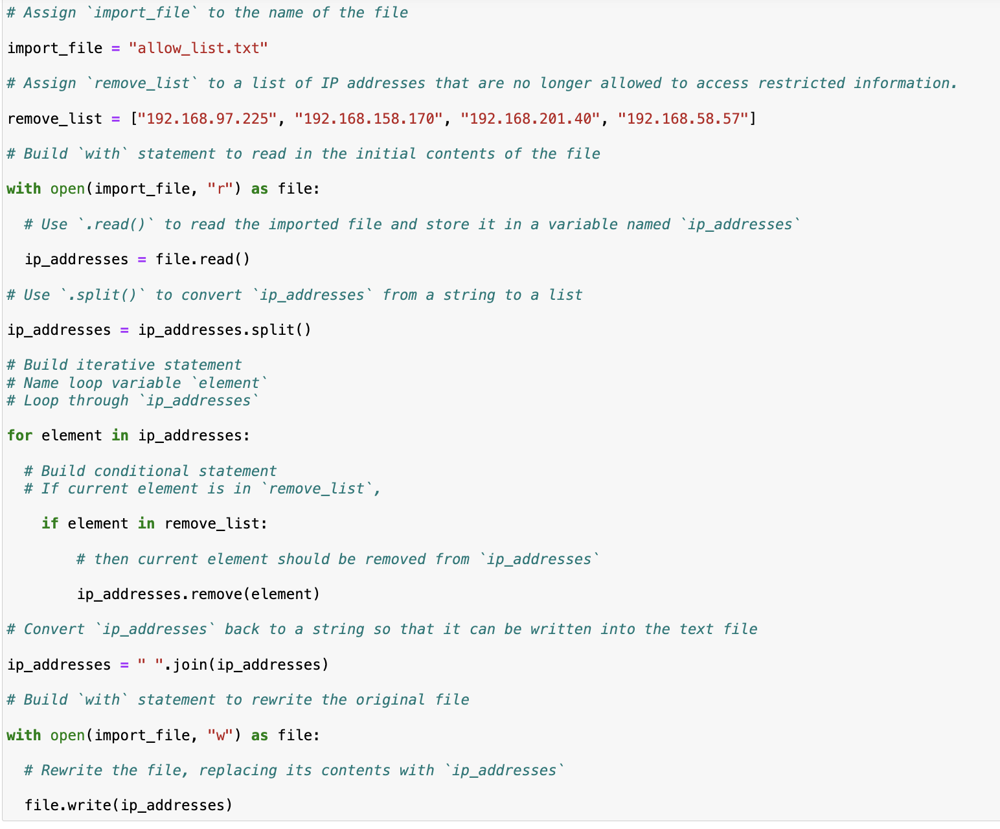 # Assign `import_file` to the name of the file
import_file = "allow_list.txt"
# Assign `remove_list` to a list of IP addresses that are no longer allowed to access restricted information.
remove_list = ["192.168.97.225", "192.168.158.170", "192.168.201.40", "192.168.58.57"]
# Build `with` statement to read in the initial contents of the file
with open(import_file, "r") as file:
  # Use `.read()` to read the imported file and store it in a variable named `ip_addresses`
  ip_addresses = file.read()
# Use `.split()` to convert `ip_addresses` from a string to a list
ip_addresses = ip_addresses.split()
# Build iterative statement
# Name loop variable `element`
# Loop through `ip_addresses`
for element in ip_addresses:
  # Build conditional statement
  # If current element is in `remove_list`,
    if element in remove_list:
        # then current element should be removed from `ip_addresses`
        ip_addresses.remove(element)
# Convert `ip_addresses` back to a string so that it can be written into the text file
ip_addresses = " ".join(ip_addresses)
# Build `with` statement to rewrite the original file
with open(import_file, "w") as file:
  # Rewrite the file, replacing its contents with `ip_addresses`
  file.write(ip_addresses)